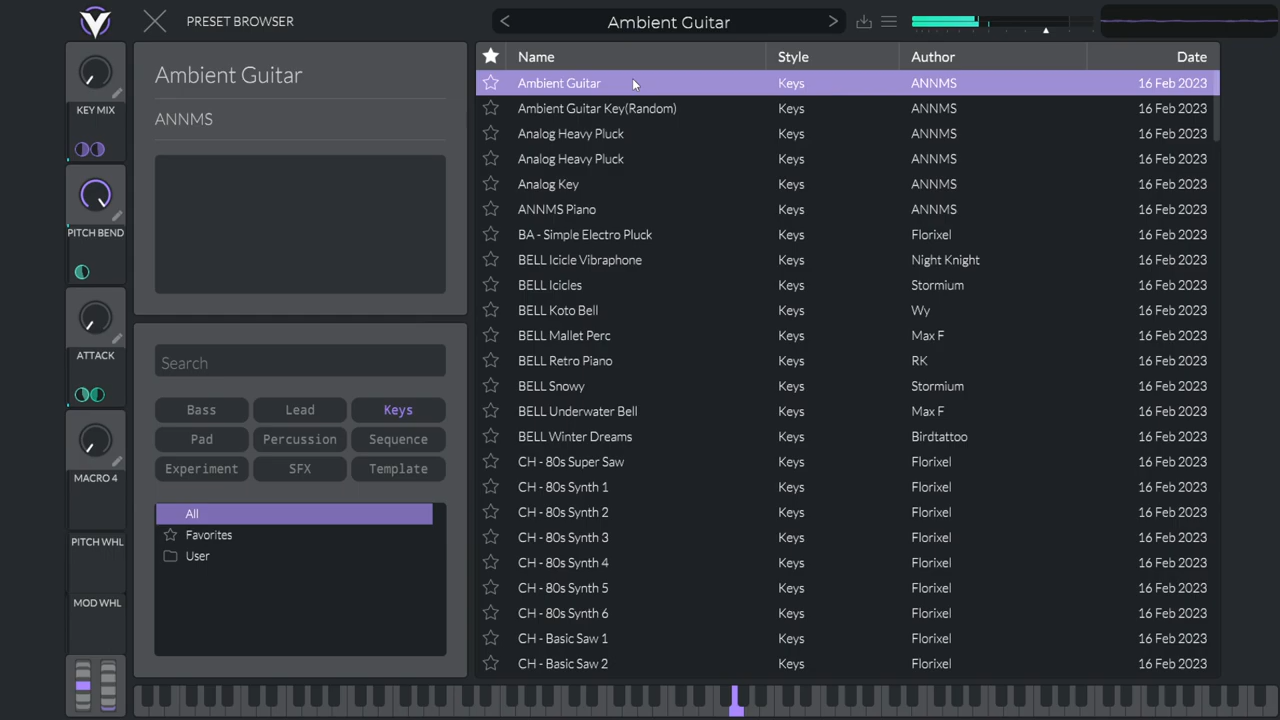 PRESET BROWSER
Ambient Guitar
KEY MIX
PITCH BEND
ATTACK
MACRO 4
PITCH WHL
MOD WHL
Ambient Guitar
ANNMS
Search
Bass Lead Keys
Pad Percussion Sequence
Experiment SFX Template
All
Favorites
User
Name Style Author Date
Ambient Guitar Keys ANNMS 16 Feb 2023
Ambient Guitar Key(Random) Keys ANNMS 16 Feb 2023
Analog Heavy Pluck Keys ANNMS 16 Feb 2023
Analog Heavy Pluck Keys ANNMS 16 Feb 2023
Analog Key Keys ANNMS 16 Feb 2023
ANNMS Piano Keys ANNMS 16 Feb 2023
BA - Simple Electro Pluck Keys Florixel 16 Feb 2023
BELL Icicle Vibraphone Keys Night Knight 16 Feb 2023
BELL Icicles Keys Stormium 16 Feb 2023
BELL Koto Bell Keys Wy 16 Feb 2023
BELL Mallet Perc Keys Max F 16 Feb 2023
BELL Retro Piano Keys RK 16 Feb 2023
BELL Snowy Keys Stormium 16 Feb 2023
BELL Underwater Bell Keys Max F 16 Feb 2023
BELL Winter Dreams Keys Birdtattoo 16 Feb 2023
CH - 80s Super Saw Keys Florixel 16 Feb 2023
CH - 80s Synth 1 Keys Florixel 16 Feb 2023
CH - 80s Synth 2 Keys Florixel 16 Feb 2023
CH - 80s Synth 3 Keys Florixel 16 Feb 2023
CH - 80s Synth 4 Keys Florixel 16 Feb 2023
CH - 80s Synth 5 Keys Florixel 16 Feb 2023
CH - 80s Synth 6 Keys Florixel 16 Feb 2023
CH - Basic Saw 1 Keys Florixel 16 Feb 2023
CH - Basic Saw 2 Keys Florixel 16 Feb 2023